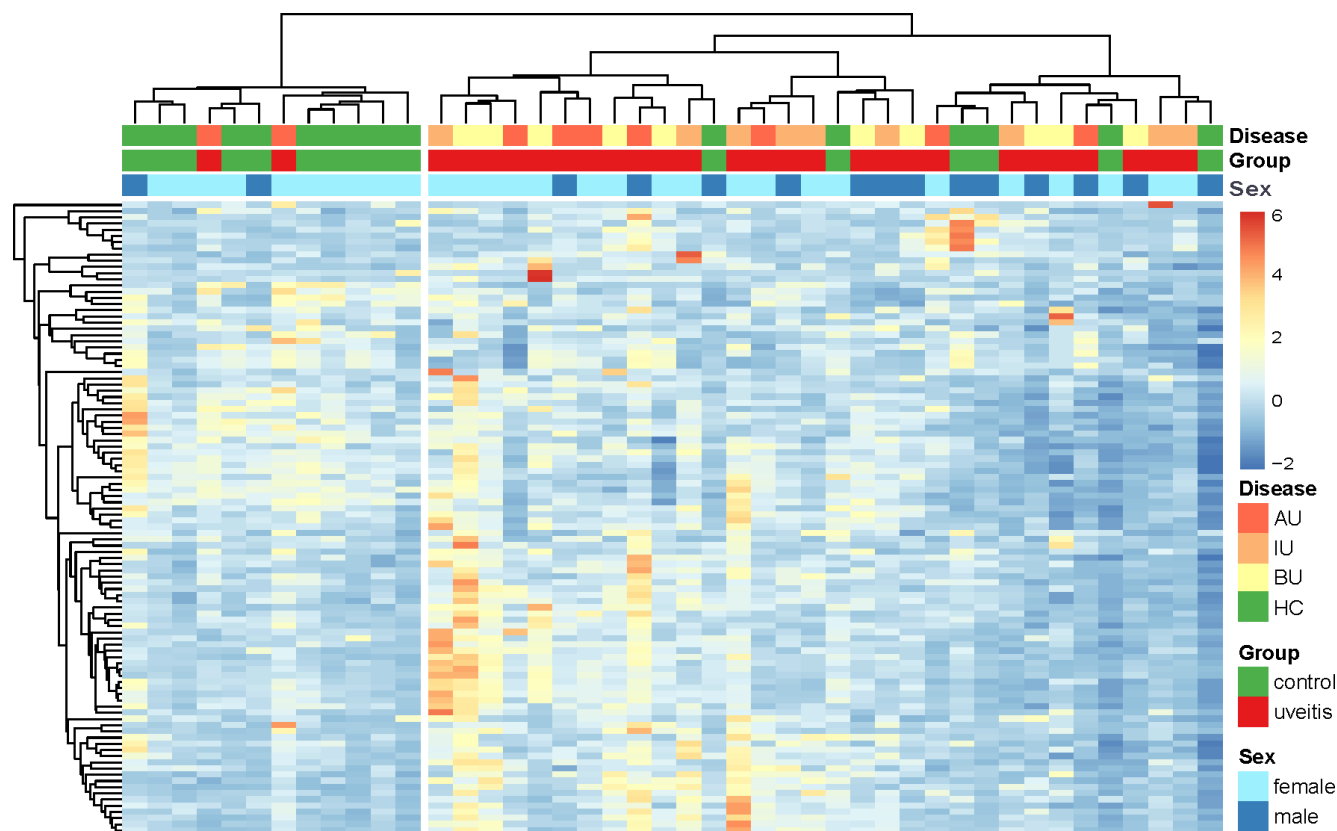 Disease
Group
Sex
6
4
2
0
−2
Disease
AU
IU
BU
HC
Group
control
uveitis
Sex
female
male